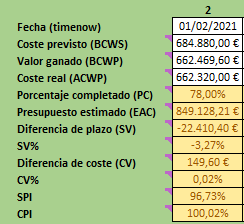 2
Fecha (timenow) 01/02/2021
Coste previsto (BCWS) 684.880,00 €
Valor ganado (BCWP) 662.469,60 €
Coste real (ACWP) 662.320,00 €
Porcentaje completado (PC) 78,00%
Presupuesto estimado (EAC) 849.128,21 €
Diferencia de plazo (SV) -22.410,40 €
SV% -3,27%
Diferencia de coste (CV) 149,60 €
CV% 0,02%
SPI 96,73%
CPI 100,02%